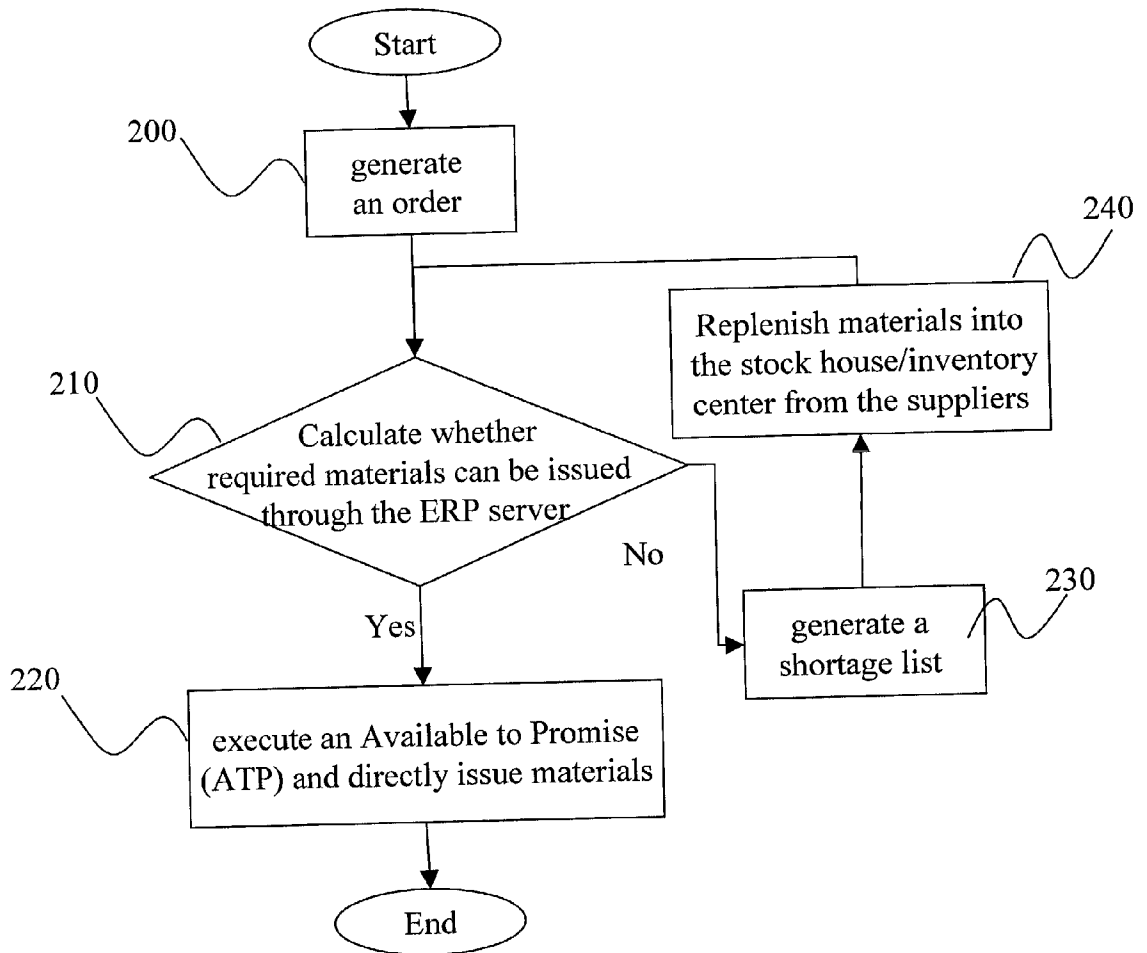 Start
200
generate
an order
240
Replenish materials into
the stock house/inventory
center from the suppliers
210
Calculate whether
required materials can be issued
through the ERP server
No
Yes
230
generate a
shortage list
220
execute an Available to Promise
(ATP) and directly issue materials
End